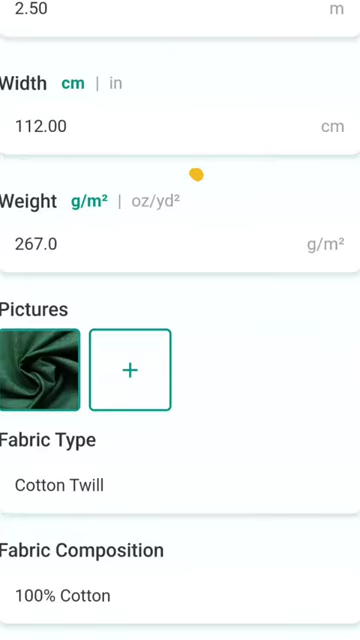 2.50 m
Width cm | in
112.00 cm
Weight g/m² | oz/yd²
267.0 g/m²
Pictures
+
Fabric Type
Cotton Twill
Fabric Composition
100% Cotton